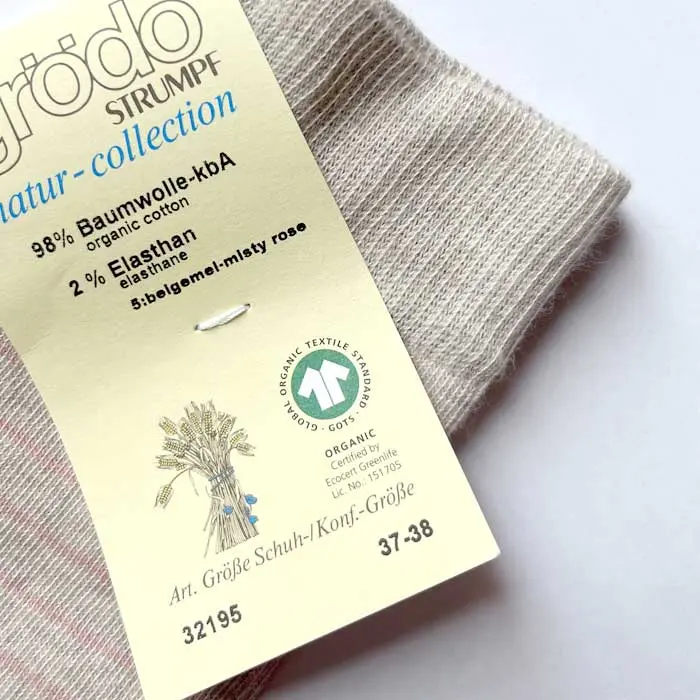 grödo
STRUMPF
natur-collection
98% Baumwolle-kbA
organic cotton
2 % Elasthan
elasthane
5:beigemel-misty rose
GLOBAL ORGANIC TEXTILE STANDARD · GOTS ·
ORGANIC
Certified by
Ecocert Greenlife
Lic. No.: 151705
Art. Größe Schuh-/Konf.-Größe
32195 37-38